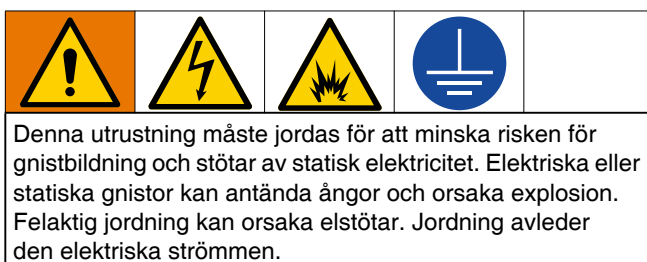 Denna utrustning måste jordas för att minska risken för
gnistbildning och stötar av statisk elektricitet. Elektriska eller
statiska gnistor kan antända ångor och orsaka explosion.
Felaktig jordning kan orsaka elstötar. Jordning avleder
den elektriska strömmen.